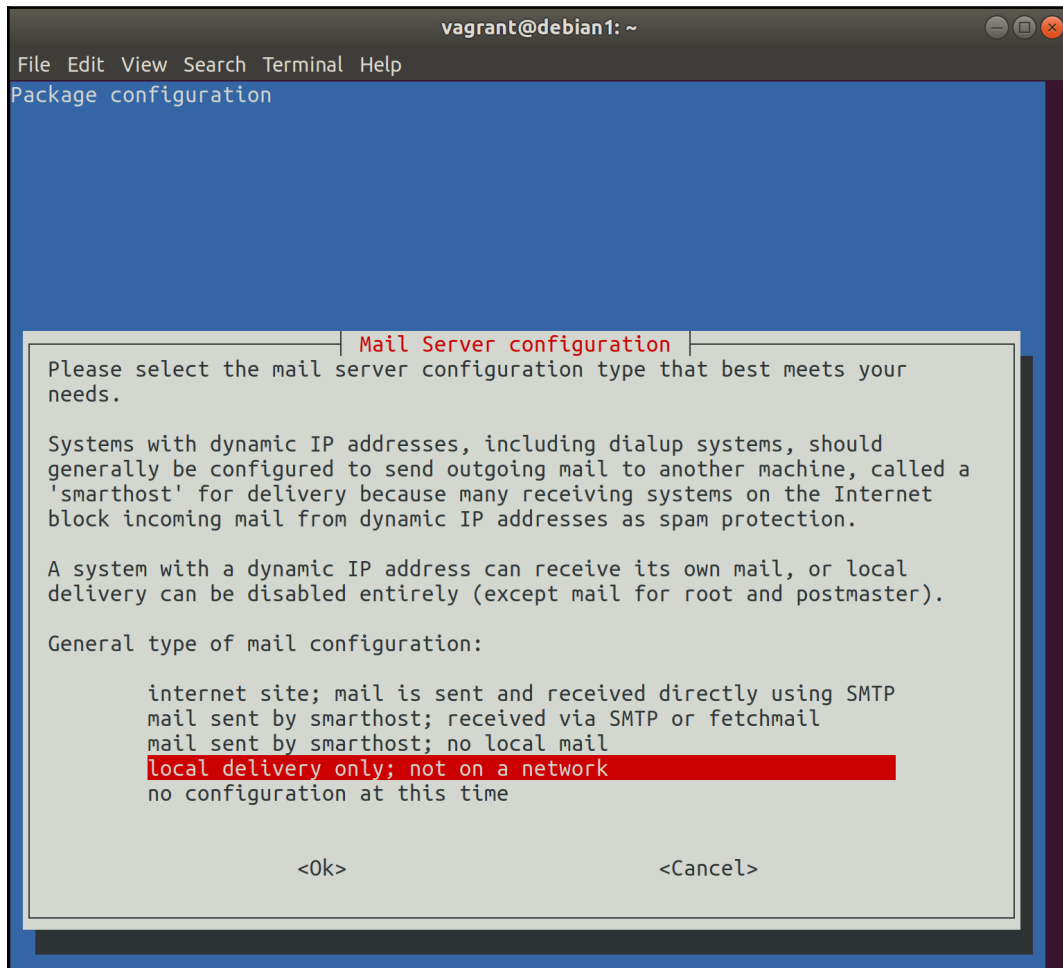 vagrant@debian1: ~
File Edit View Search Terminal Help
Package configuration
Mail Server configuration
Please select the mail server configuration type that best meets your
needs.
Systems with dynamic IP addresses, including dialup systems, should
generally be configured to send outgoing mail to another machine, called a
'smarthost' for delivery because many receiving systems on the Internet
block incoming mail from dynamic IP addresses as spam protection.
A system with a dynamic IP address can receive its own mail, or local
delivery can be disabled entirely (except mail for root and postmaster).
General type of mail configuration:
internet site; mail is sent and received directly using SMTP
mail sent by smarthost; received via SMTP or fetchmail
mail sent by smarthost; no local mail
local delivery only; not on a network
no configuration at this time
<Ok> <Cancel>